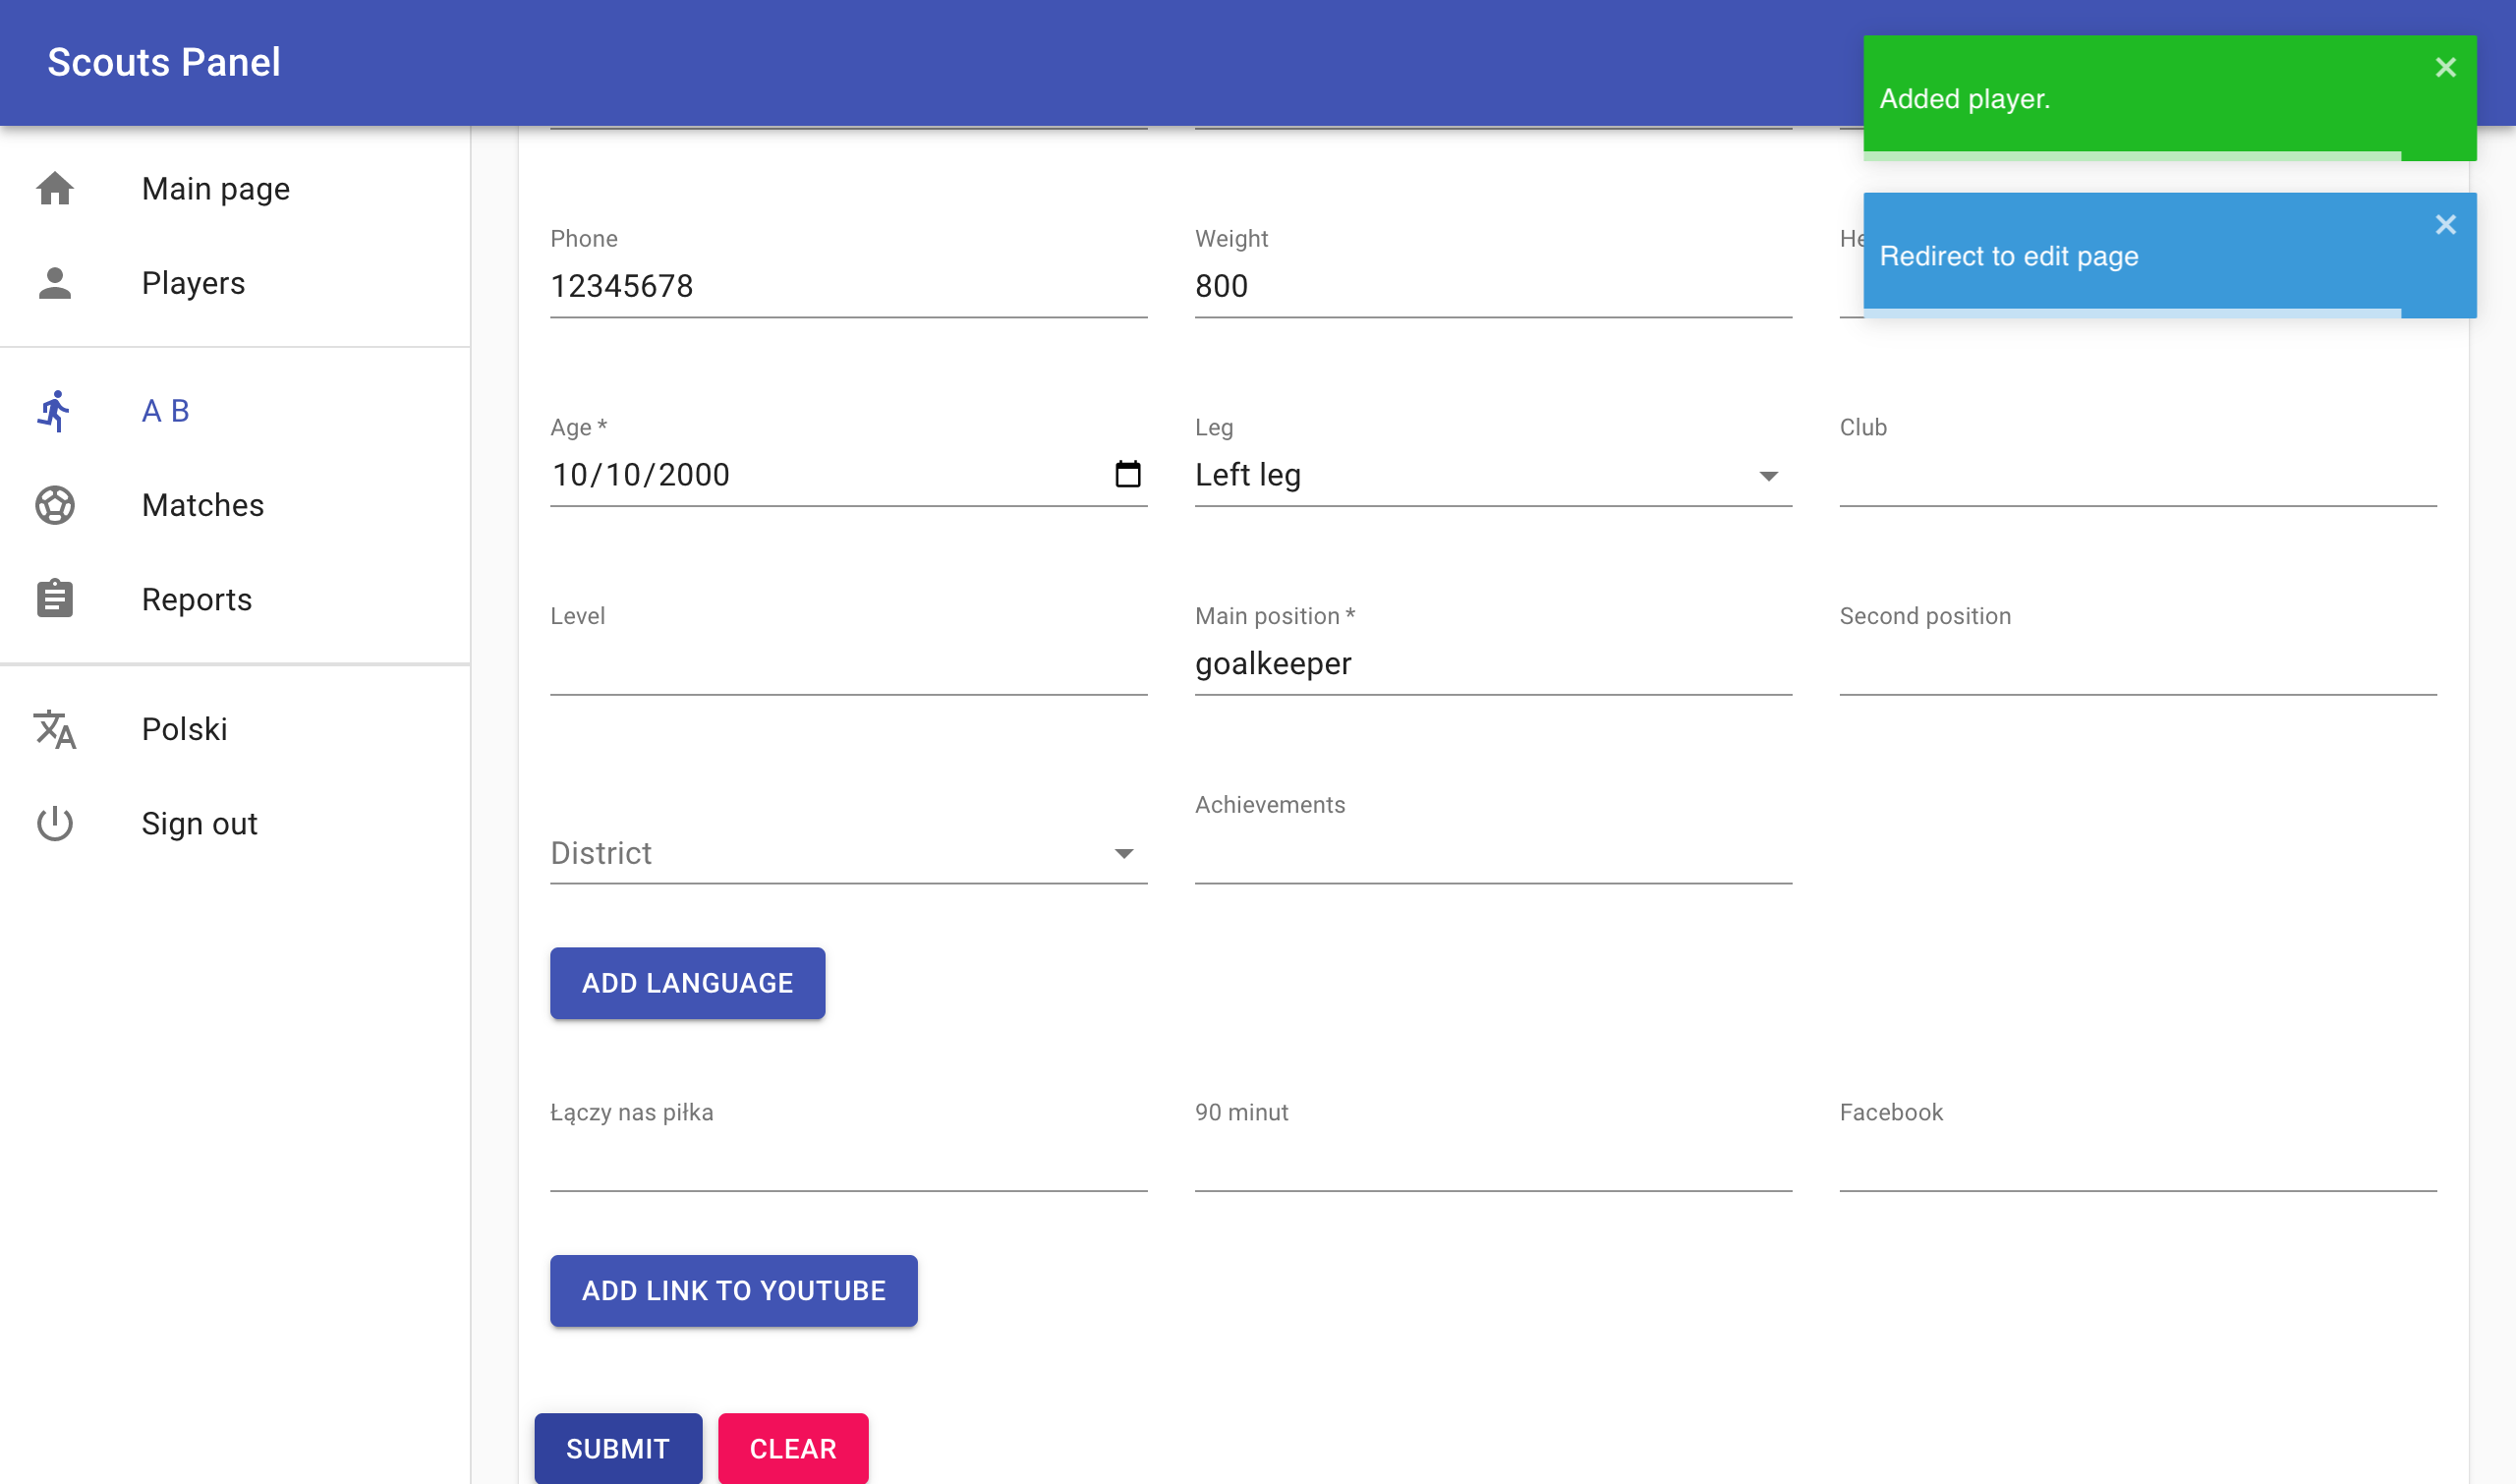 Scouts Panel
Added player.
Redirect to edit page
Main page
Players
A B
Matches
Reports
Polski
Sign out
Phone
12345678
Weight
800
Age *
10/10/2000
Leg
Left leg
Club
Level
Main position *
goalkeeper
Second position
District
Achievements
ADD LANGUAGE
Łączy nas piłka
90 minut
Facebook
ADD LINK TO YOUTUBE
SUBMIT
CLEAR